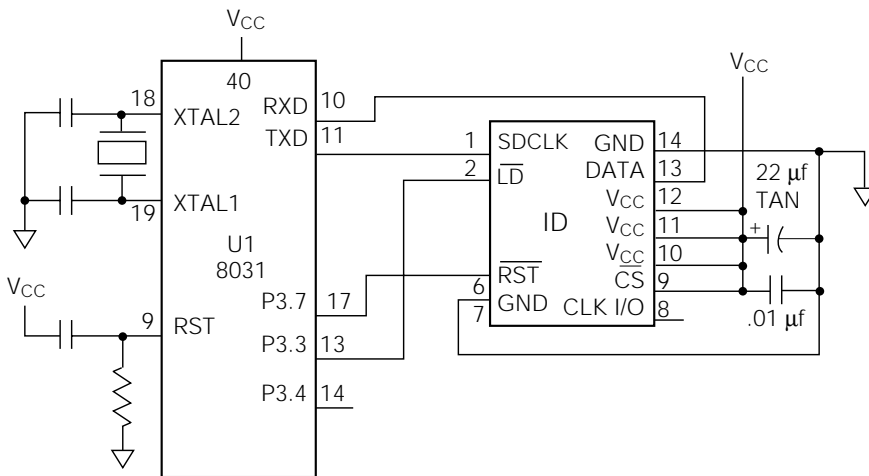 VCC
40
18
XTAL2
RXD
10
TXD
11
19
XTAL1
U1
8031
VCC
9
RST
P3.7
17
P3.3
13
P3.4
14
1
SDCLK
2
LD
ID
RST
6
GND
7
GND
14
DATA
13
VCC
12
VCC
11
VCC
10
CS
9
CLK I/O
8
VCC
22 µf
TAN
+
.01 µf